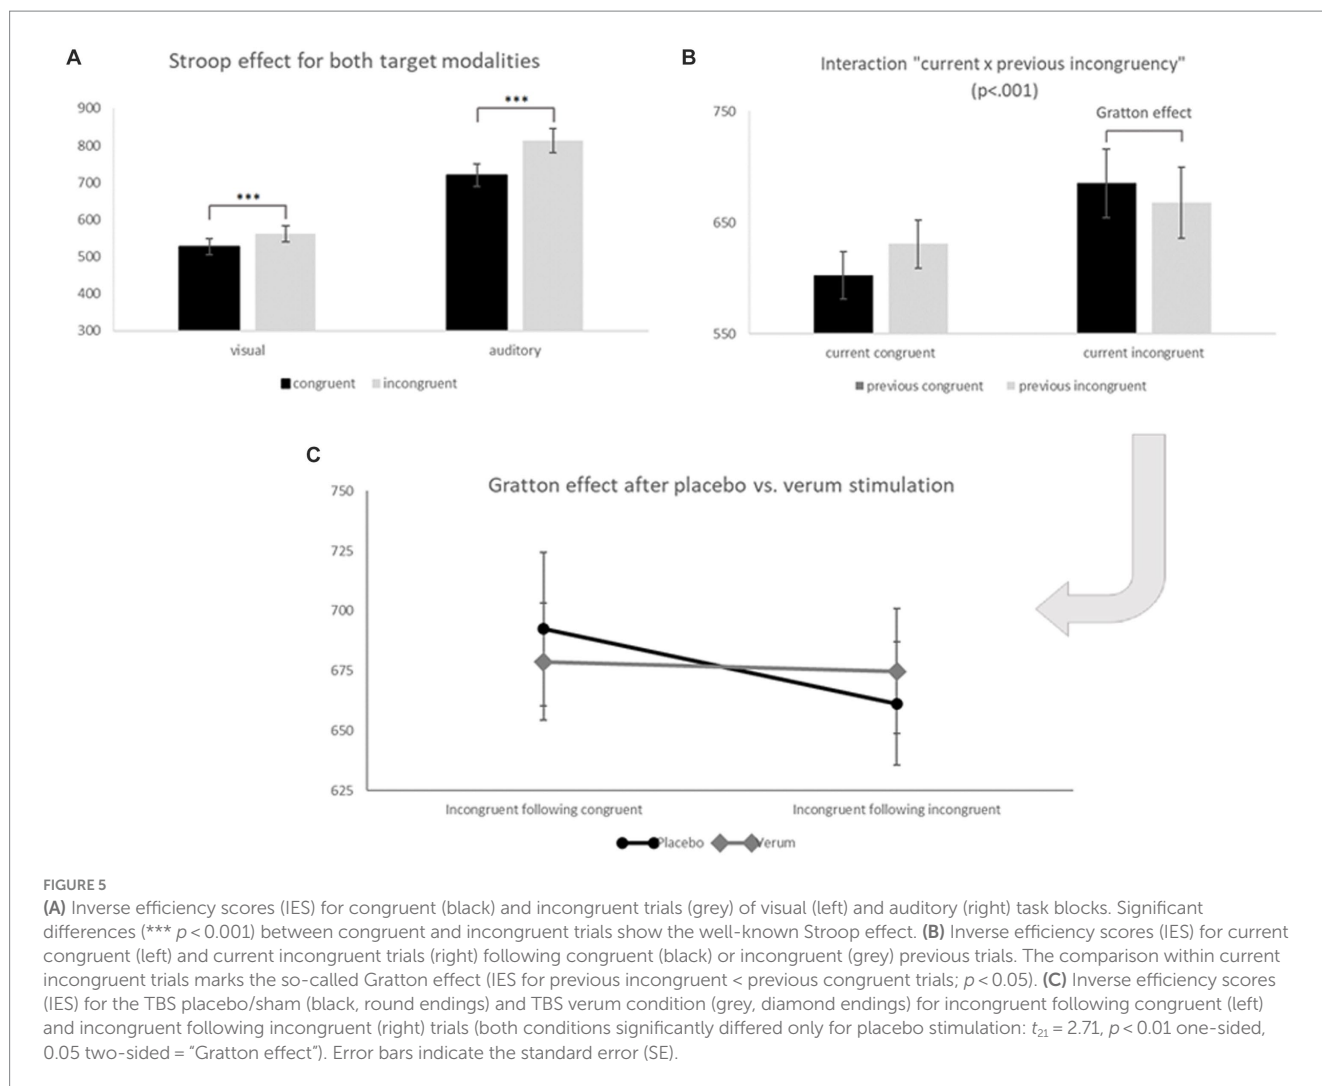 A
Stroop effect for both target modalities
900
800
700
600
500
400
300
***
***
visual
auditory
congruent
incongruent
B
Interaction "current x previous incongruency"
(p<.001)
750
650
550
Gratton effect
current congruent
current incongruent
previous congruent
previous incongruent
C
Gratton effect after placebo vs. verum stimulation
750
725
700
675
650
625
Incongruent following congruent
Incongruent following incongruent
Placebo
Verum
FIGURE 5
(A) Inverse efficiency scores (IES) for congruent (black) and incongruent trials (grey) of visual (left) and auditory (right) task blocks. Significant
differences (*** p < 0.001) between congruent and incongruent trials show the well-known Stroop effect. (B) Inverse efficiency scores (IES) for current
congruent (left) and current incongruent trials (right) following congruent (black) or incongruent (grey) previous trials. The comparison within current
incongruent trials marks the so-called Gratton effect (IES for previous incongruent < previous congruent trials; p < 0.05). (C) Inverse efficiency scores
(IES) for the TBS placebo/sham (black, round endings) and TBS verum condition (grey, diamond endings) for incongruent following congruent (left)
and incongruent following incongruent (right) trials (both conditions significantly differed only for placebo stimulation: t₂₁ = 2.71, p < 0.01 one-sided,
0.05 two-sided = "Gratton effect"). Error bars indicate the standard error (SE).